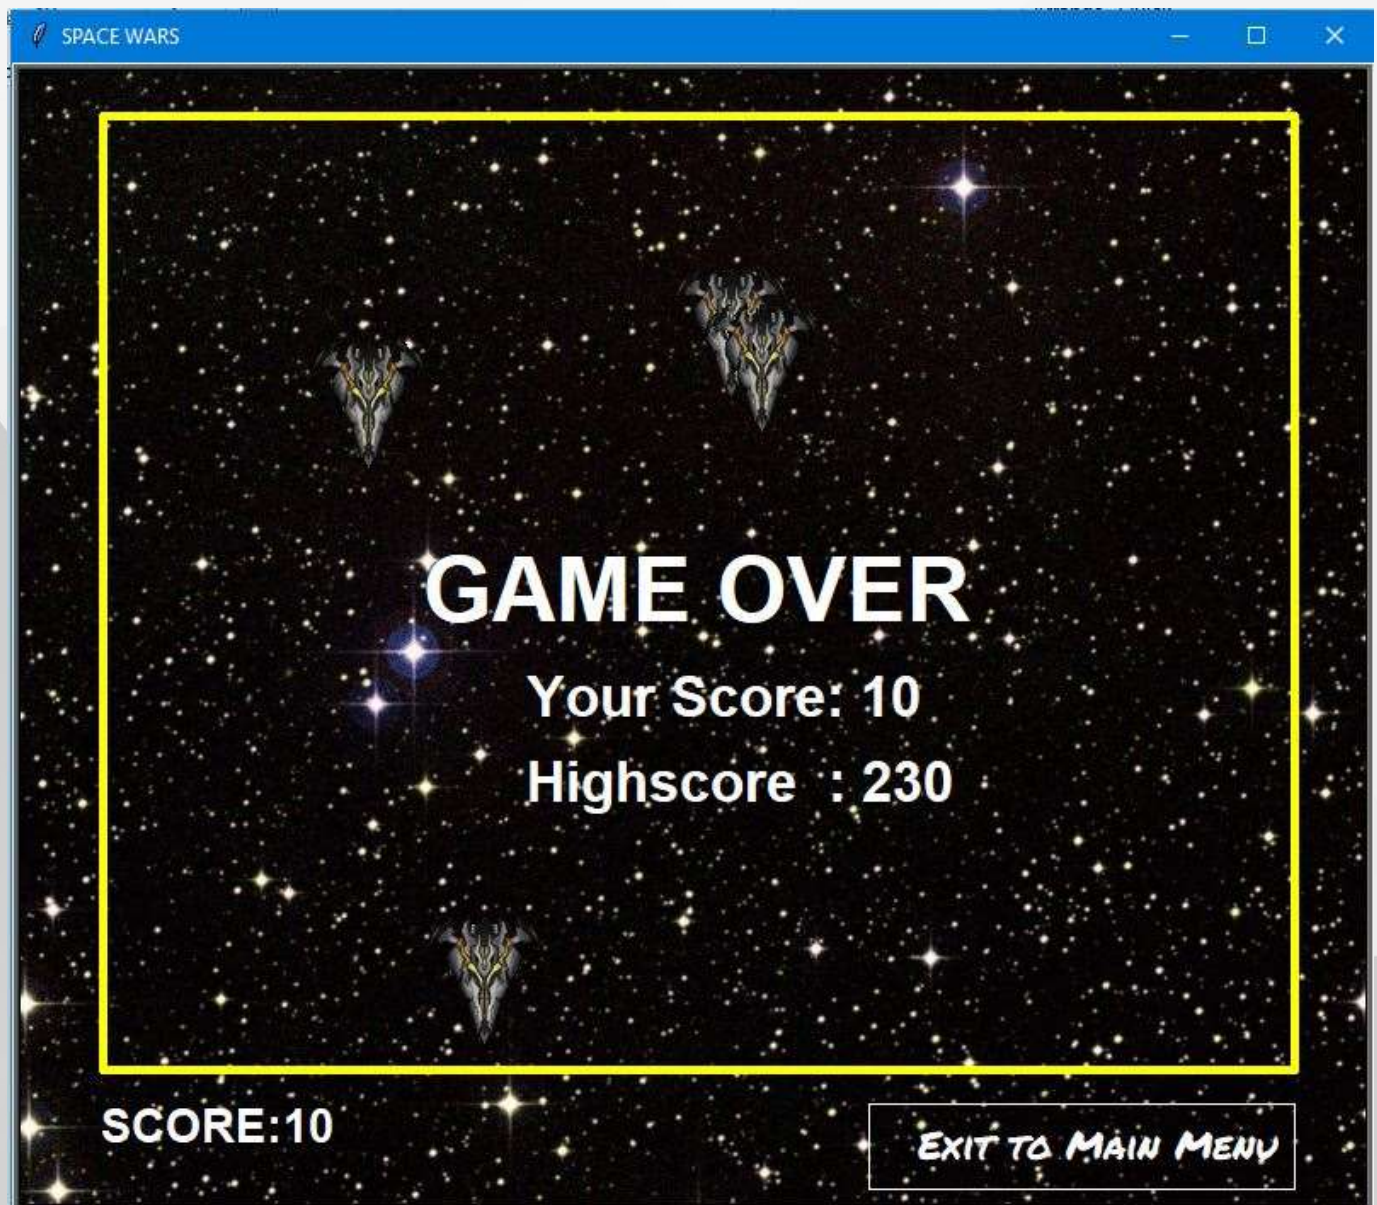 SPACE WARS
GAME OVER
Your Score: 10
Highscore : 230
SCORE:10
Exit to Main Menu